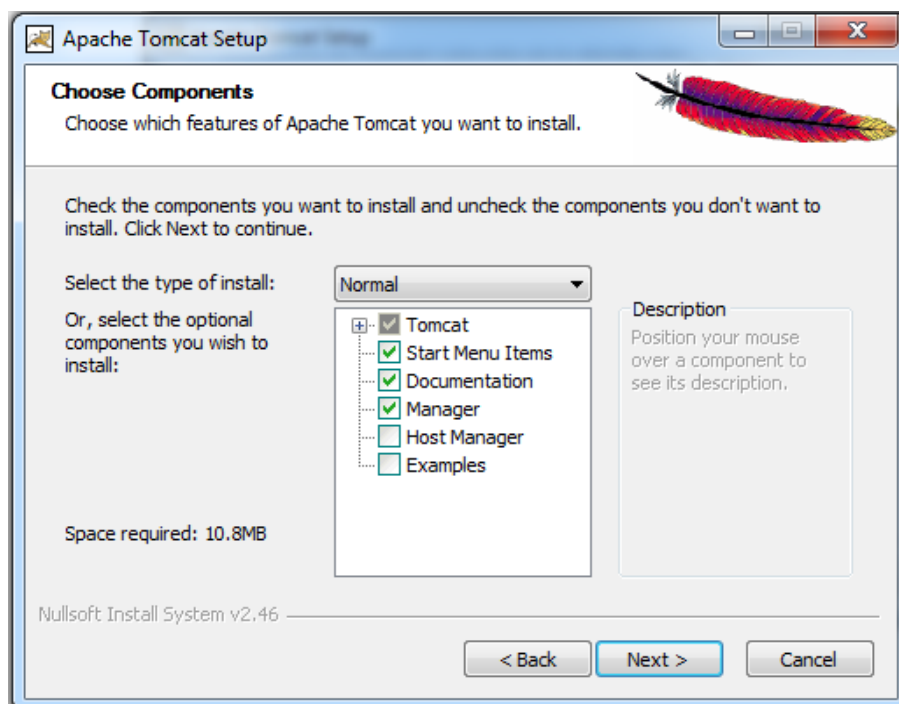 Apache Tomcat Setup
Choose Components
Choose which features of Apache Tomcat you want to install.
Check the components you want to install and uncheck the components you don't want to
install. Click Next to continue.
Select the type of install:
Normal
Or, select the optional
components you wish to
install:
Tomcat
Start Menu Items
Documentation
Manager
Host Manager
Examples
Description
Position your mouse
over a component to
see its description.
Space required: 10.8MB
Nullsoft Install System v2.46
< Back
Next >
Cancel